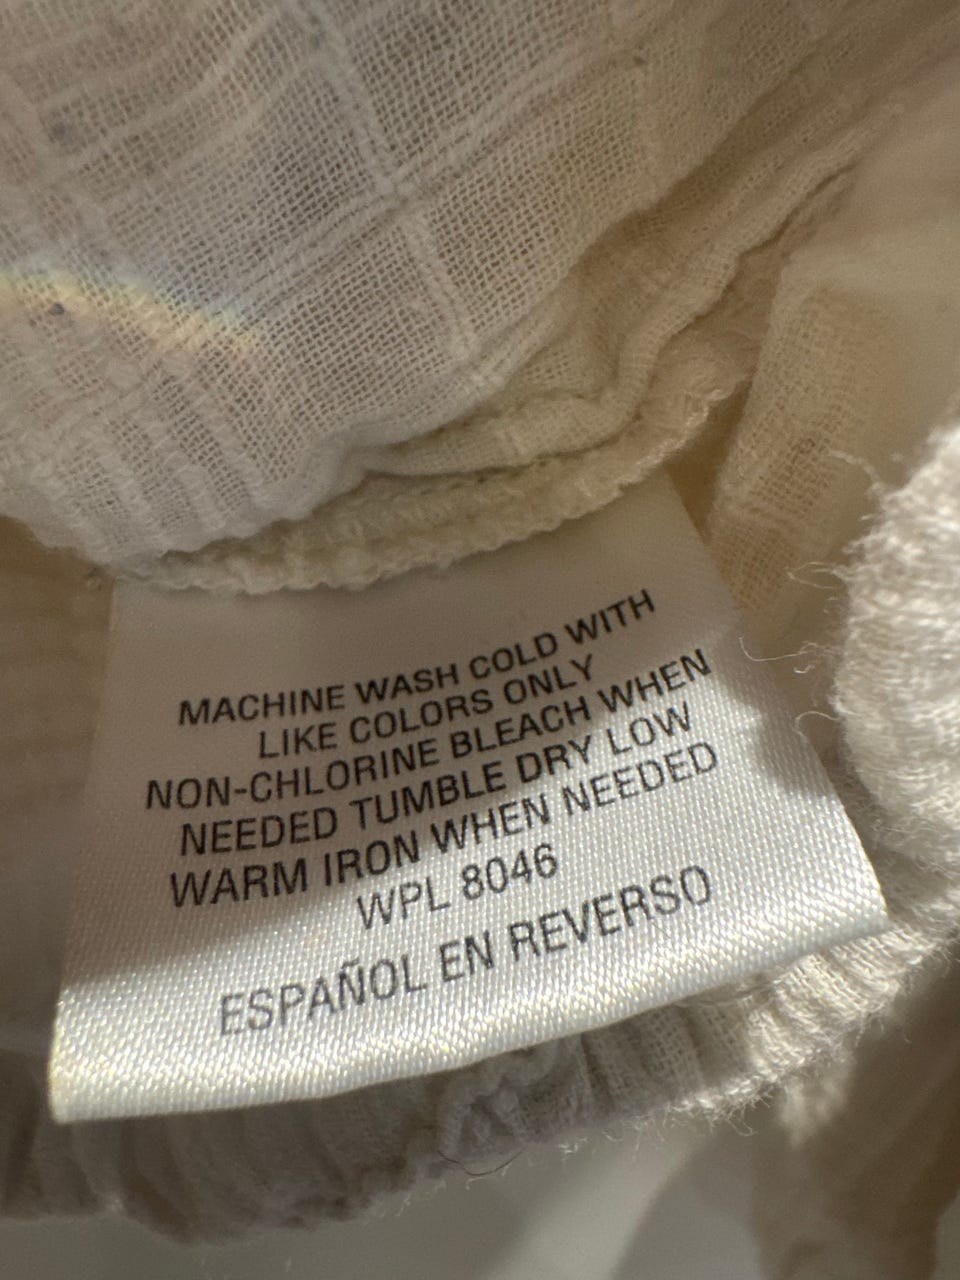 MACHINE WASH COLD WITH
LIKE COLORS ONLY
NON-CHLORINE BLEACH WHEN
NEEDED TUMBLE DRY LOW
WARM IRON WHEN NEEDED
WPL 8046
ESPAÑOL EN REVERSO